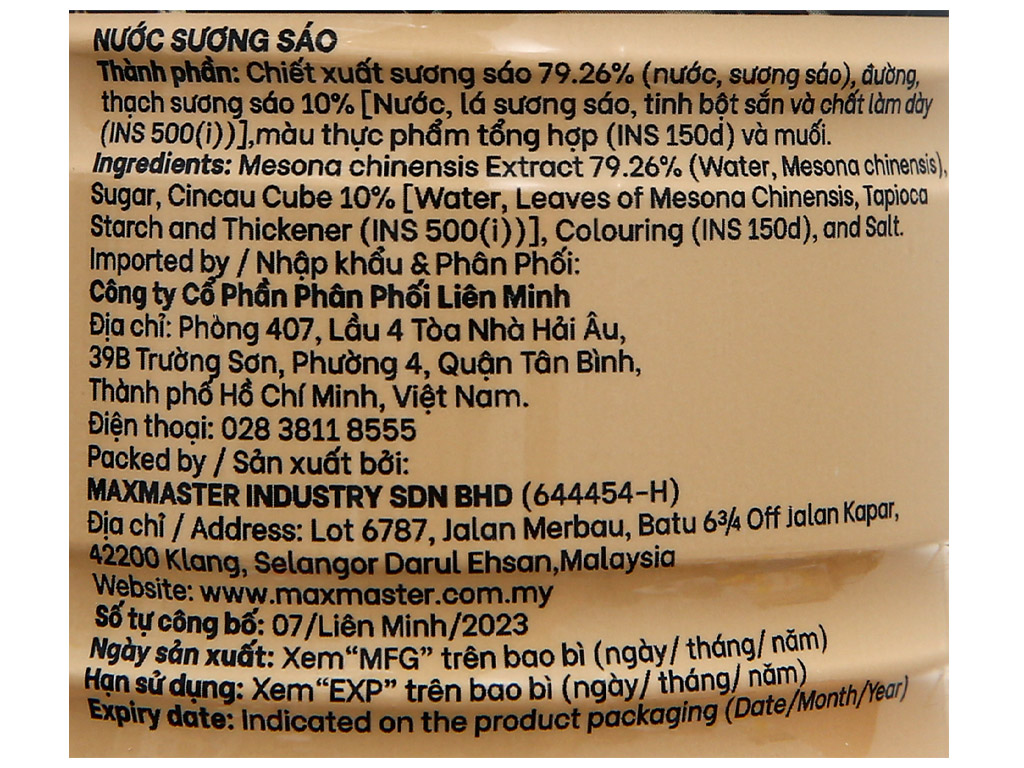 NƯỚC SƯƠNG SÁO
Thành phần: Chiết xuất sương sáo 79.26% (nước, sương sáo), đường,
thạch sương sáo 10% [Nước, lá sương sáo, tinh bột sắn và chất làm dày
(INS 500(i))],màu thực phẩm tổng hợp (INS 150d) và muối.
Ingredients: Mesona chinensis Extract 79.26% (Water, Mesona chinensis),
Sugar, Cincau Cube 10% [Water, Leaves of Mesona Chinensis, Tapioca
Starch and Thickener (INS 500(i))], Colouring (INS 150d), and Salt.
Imported by / Nhập khẩu & Phân Phối:
Công ty Cổ Phần Phân Phối Liên Minh
Địa chỉ: Phòng 407, Lầu 4 Tòa Nhà Hải Âu,
39B Trường Sơn, Phường 4, Quận Tân Bình,
Thành phố Hồ Chí Minh, Việt Nam.
Điện thoại: 028 3811 8555
Packed by / Sản xuất bởi:
MAXMASTER INDUSTRY SDN BHD (644454-H)
Địa chỉ / Address: Lot 6787, Jalan Merbau, Batu 6¾ Off Jalan Kapar,
42200 Klang, Selangor Darul Ehsan,Malaysia
Website: www.maxmaster.com.my
Số tự công bố: 07/Liên Minh/2023
Ngày sản xuất: Xem“MFG” trên bao bì (ngày/ tháng/ năm)
Hạn sử dụng: Xem“EXP” trên bao bì (ngày/ tháng/ năm)
Expiry date: Indicated on the product packaging (Date/Month/Year)